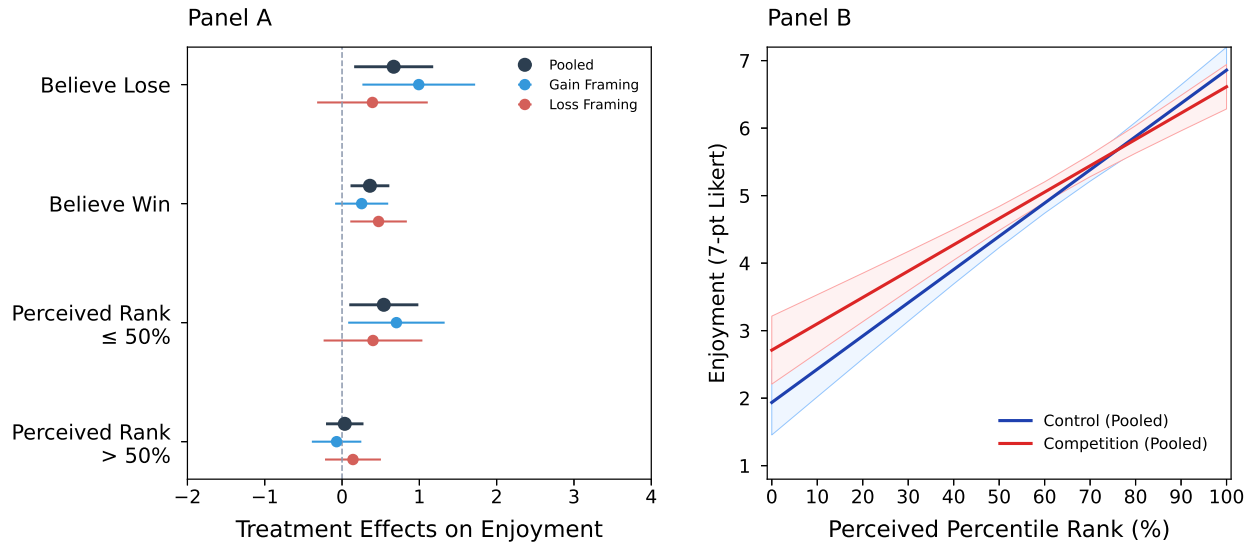 Panel A
Believe Lose
Believe Win
Perceived Rank
≤ 50%
Perceived Rank
> 50%
Pooled
Gain Framing
Loss Framing
−2 −1 0 1 2 3 4
Treatment Effects on Enjoyment
Panel B
Enjoyment (7-pt Likert)
7
6
5
4
3
2
1
Control (Pooled)
Competition (Pooled)
0 10 20 30 40 50 60 70 80 90 100
Perceived Percentile Rank (%)